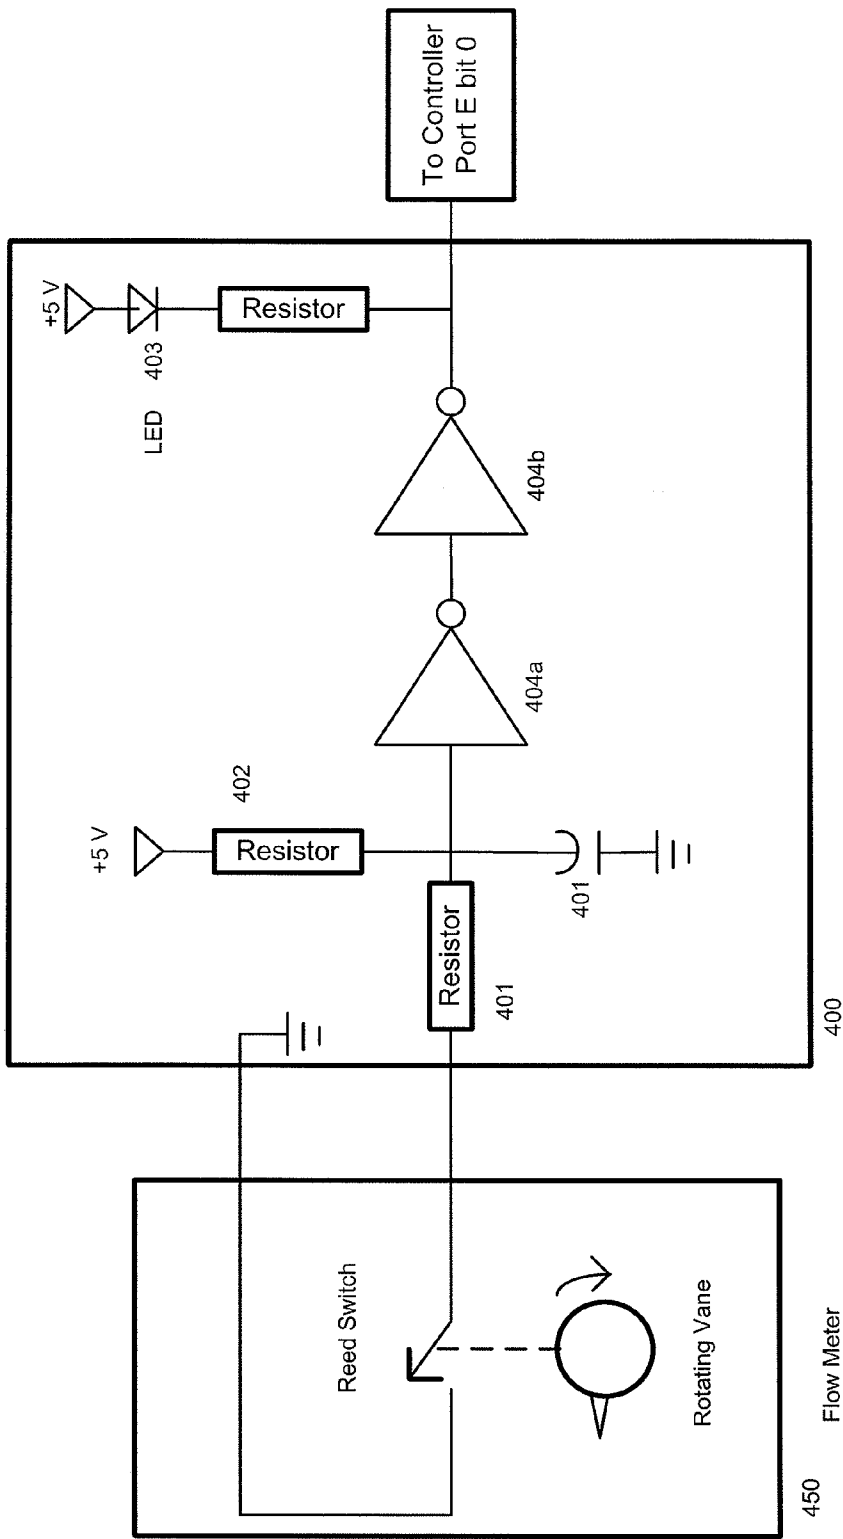 To Controller
Port E bit 0
+5 V
LED 403
Resistor
404b
404a
+5 V
402
Resistor
401
Resistor
401
400
Reed Switch
Rotating Vane
450
Flow Meter